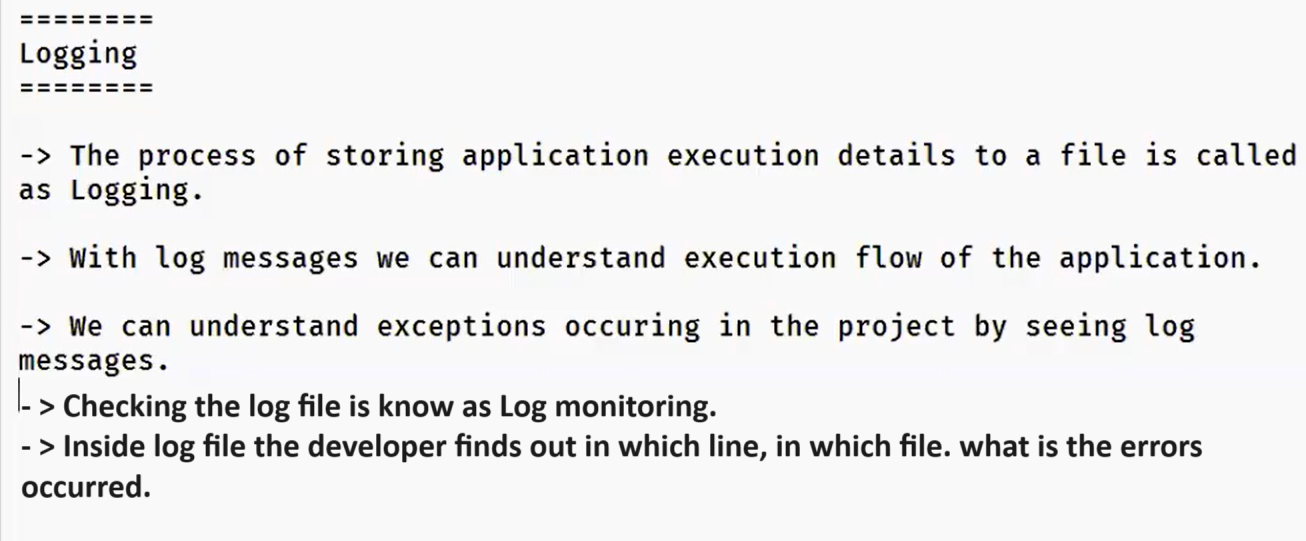 ========
Logging
========
-> The process of storing application execution details to a file is called
as Logging.
-> With log messages we can understand execution flow of the application.
-> We can understand exceptions occuring in the project by seeing log
messages.
- > Checking the log file is know as Log monitoring.
- > Inside log file the developer finds out in which line, in which file. what is the errors
occurred.